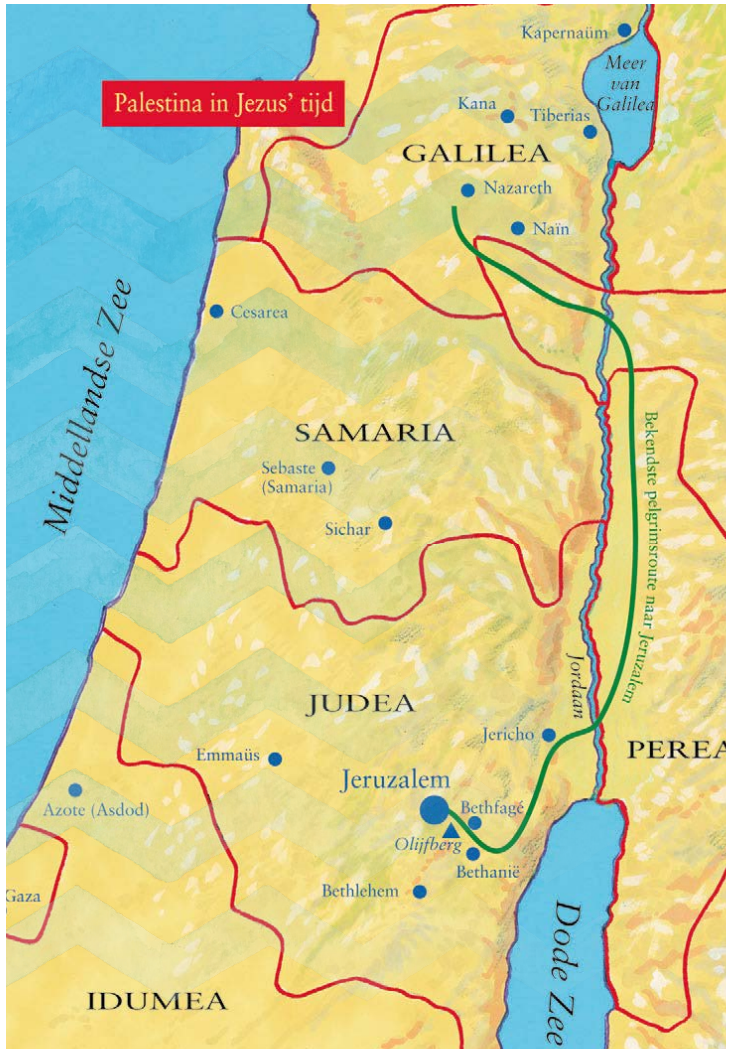 Kapernaüm
Meer
van
Galilea
Palestina in Jezus’ tijd
Kana
Tiberias
GALILEA
Nazareth
Naïn
Cesarea
Middellandse Zee
SAMARIA
Sebaste
(Samaria)
Sichar
Bekendste pelgrimsroute naar Jeruzalem
Jordaan
JUDEA
Jericho
PEREA
Emmaüs
Jeruzalem
Azote (Asdod)
Bethfagé
Olijfberg
Bethanië
Bethlehem
Gaza
Dode Zee
IDUMEA